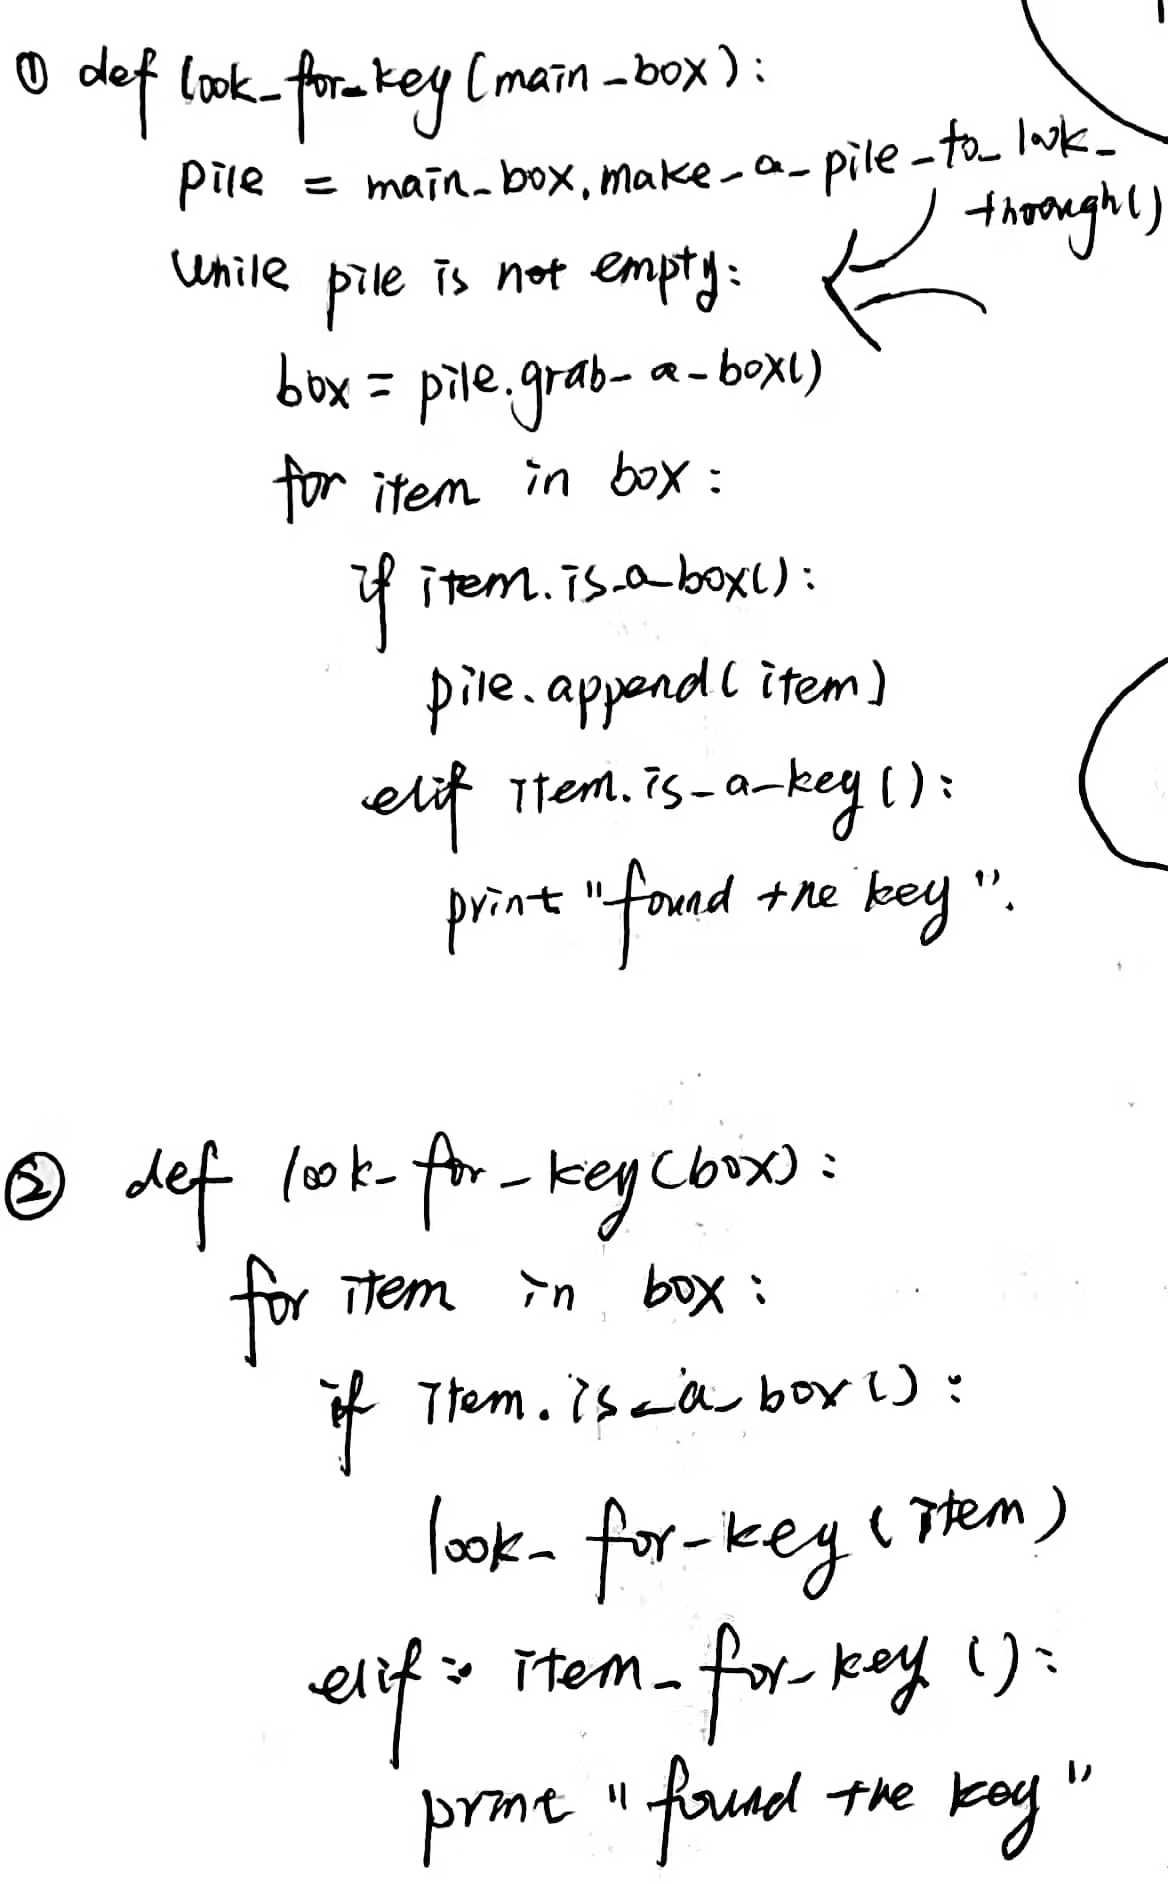 ① def look_for_key(main_box):
pile = main_box.make_a_pile_to_look_
through()
while pile is not empty:
box = pile.grab_a_box()
for item in box:
if item.is_a_box():
pile.append(item)
elif item.is_a_key():
print "found the key".
② def look_for_key(box):
for item in box:
if item.is_a_box():
look_for_key(item)
elif : item_for_key():
print "found the key"